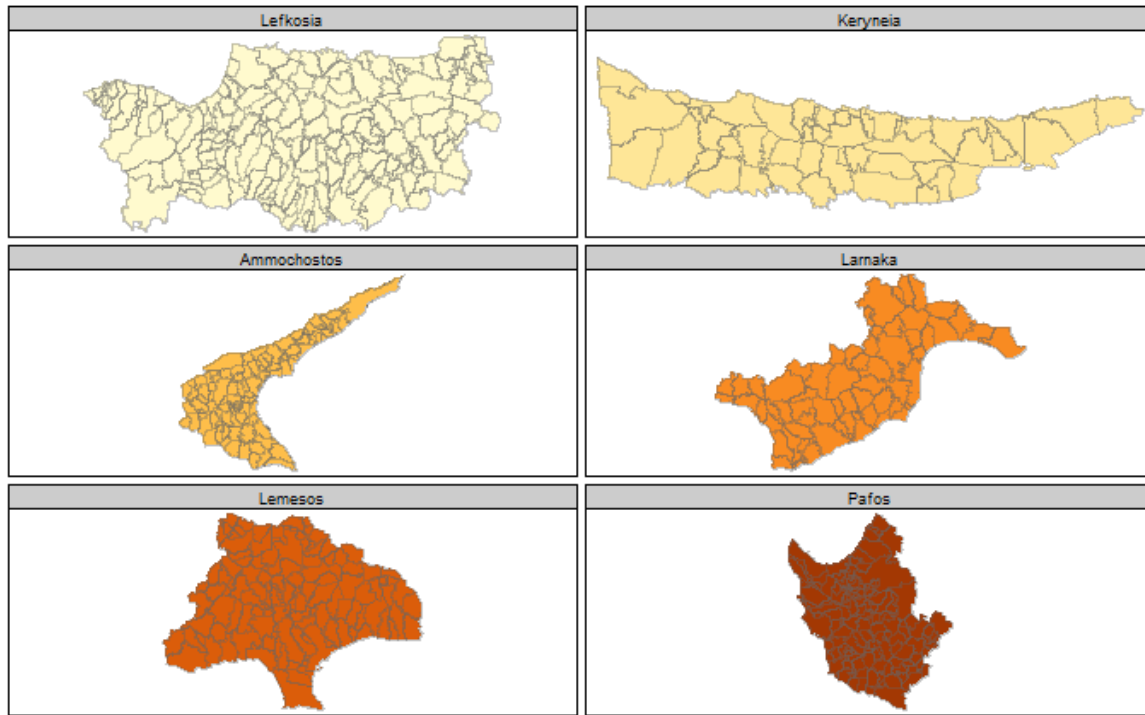 Lefkosia
Keryneia
Ammochostos
Larnaka
Lemesos
Pafos